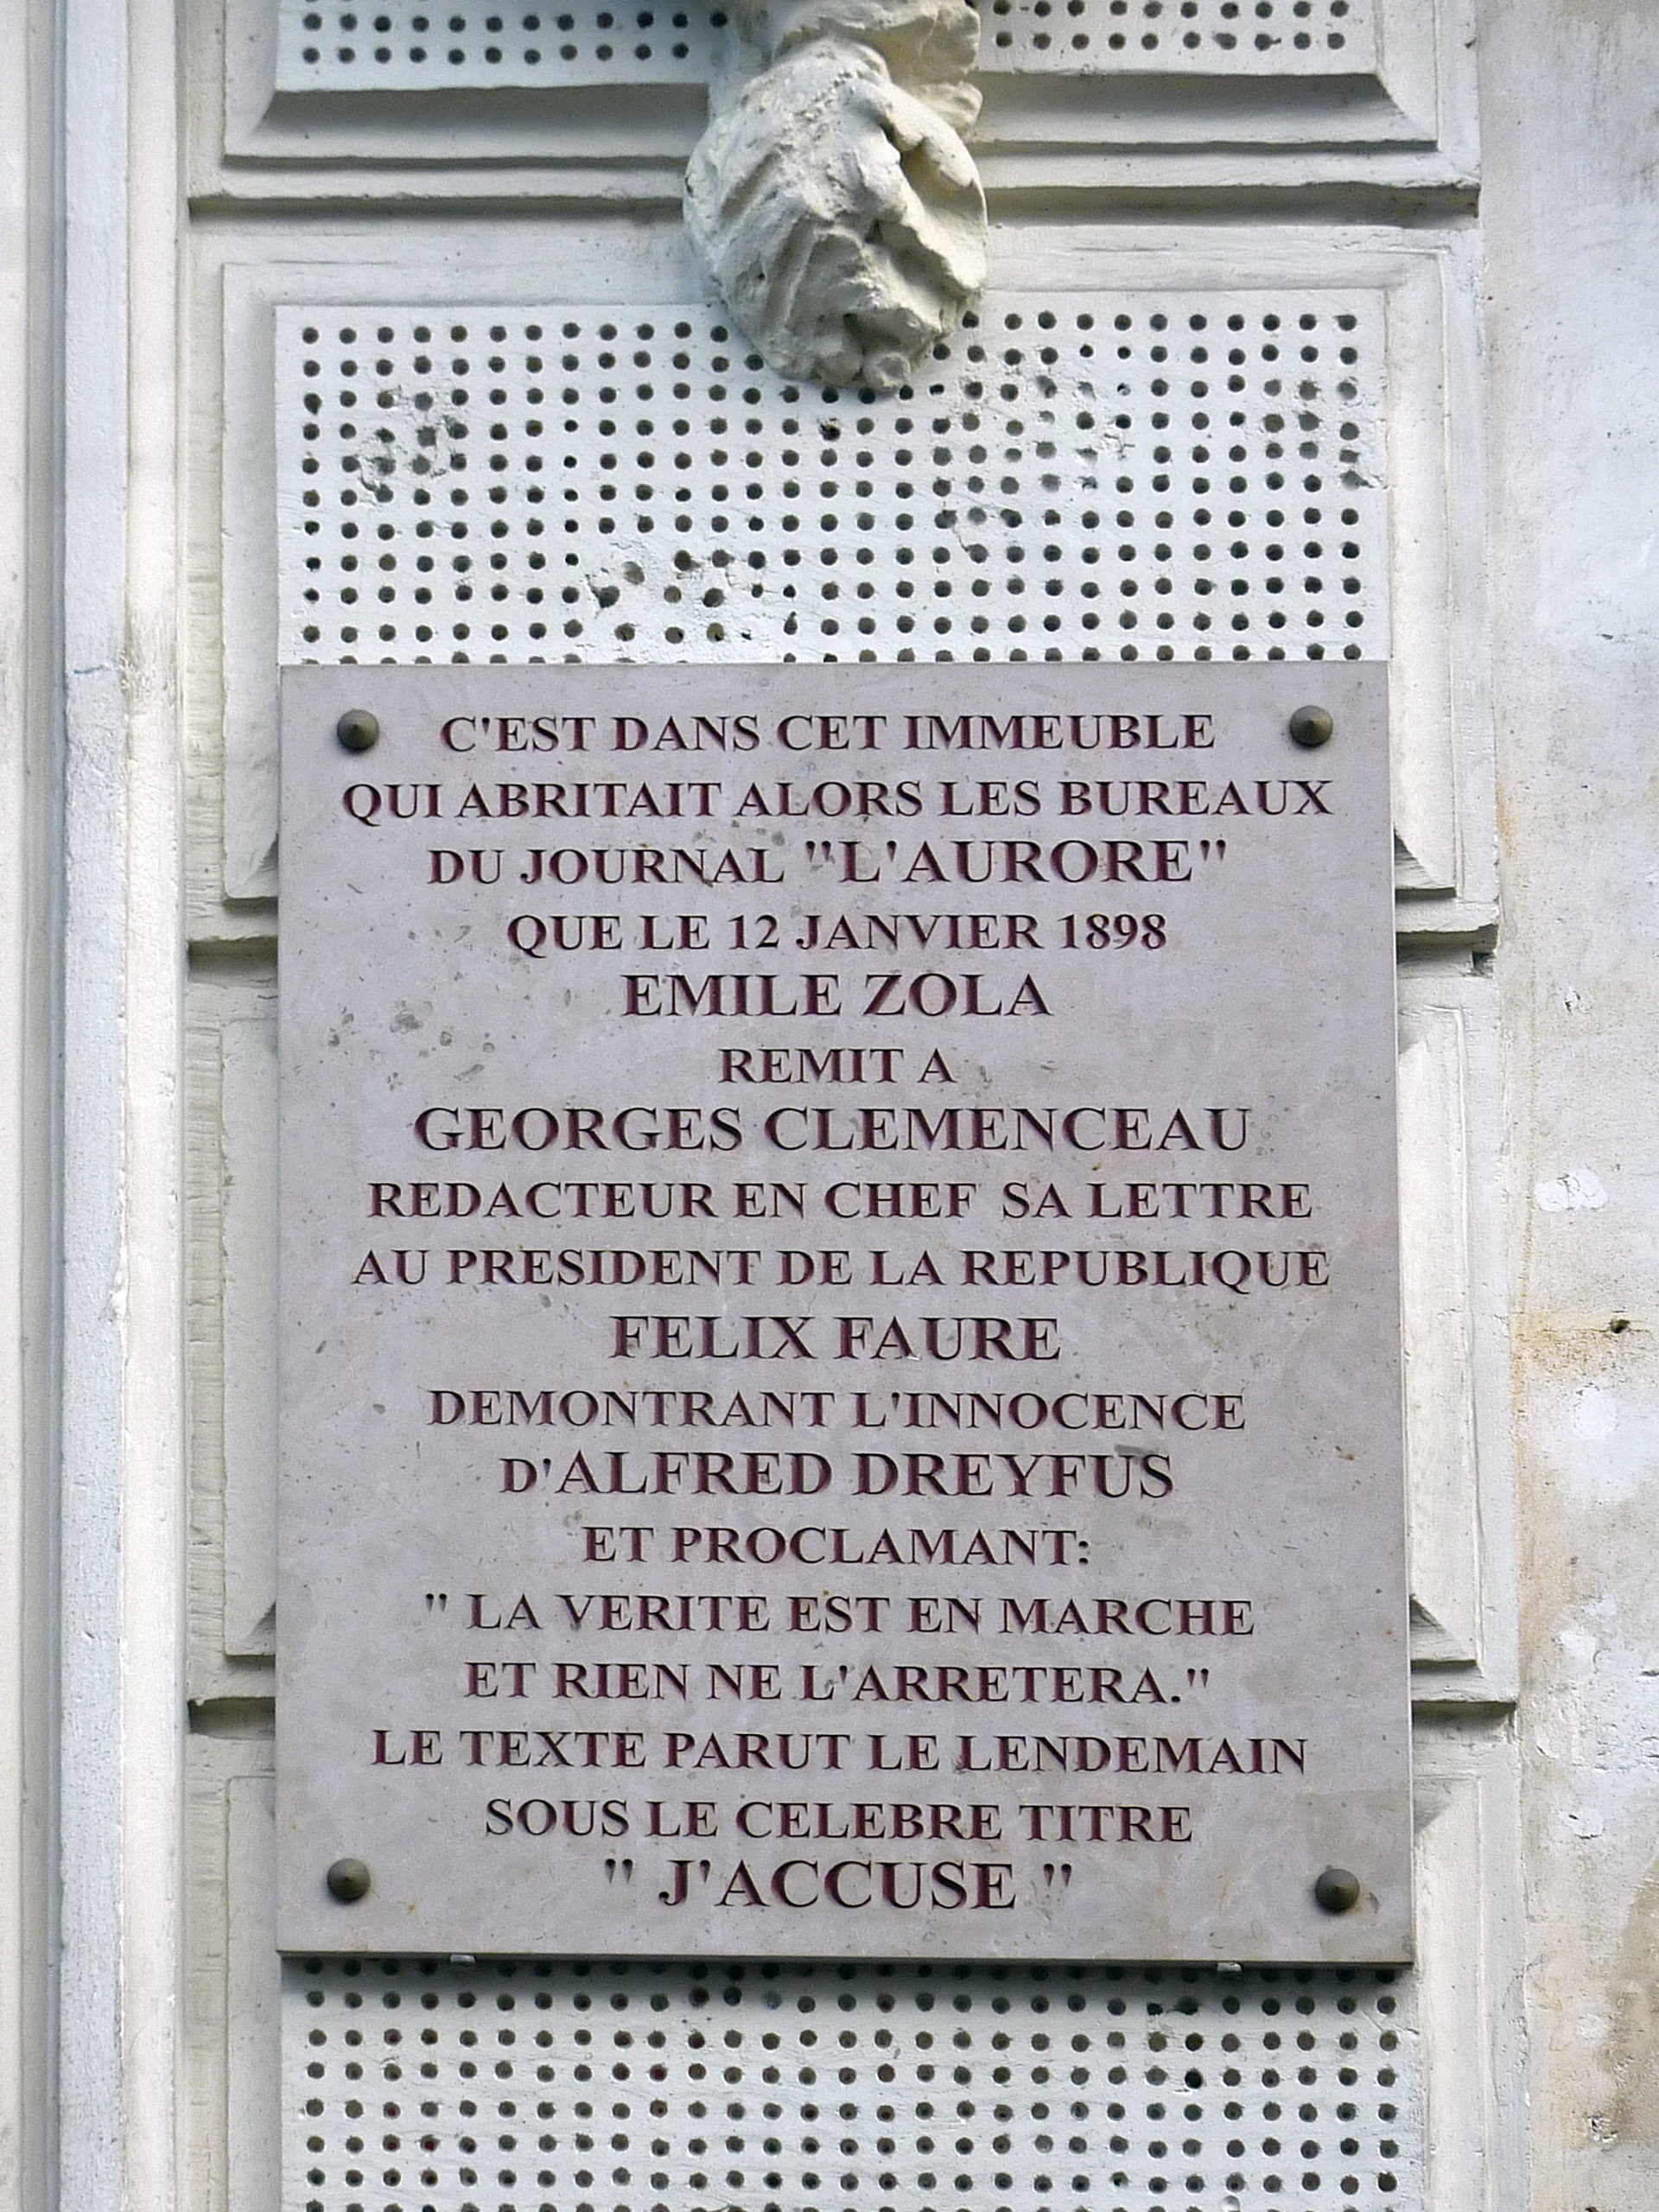 C'EST DANS CET IMMEUBLE
QUI ABRITAIT ALORS LES BUREAUX
DU JOURNAL "L'AURORE"
QUE LE 12 JANVIER 1898
EMILE ZOLA
REMIT A
GEORGES CLEMENCEAU
REDACTEUR EN CHEF SA LETTRE
AU PRESIDENT DE LA REPUBLIQUE
FELIX FAURE
DEMONTRANT L'INNOCENCE
D'ALFRED DREYFUS
ET PROCLAMANT:
" LA VERITE EST EN MARCHE
ET RIEN NE L'ARRETERA."
LE TEXTE PARUT LE LENDEMAIN
SOUS LE CELEBRE TITRE
" J'ACCUSE "